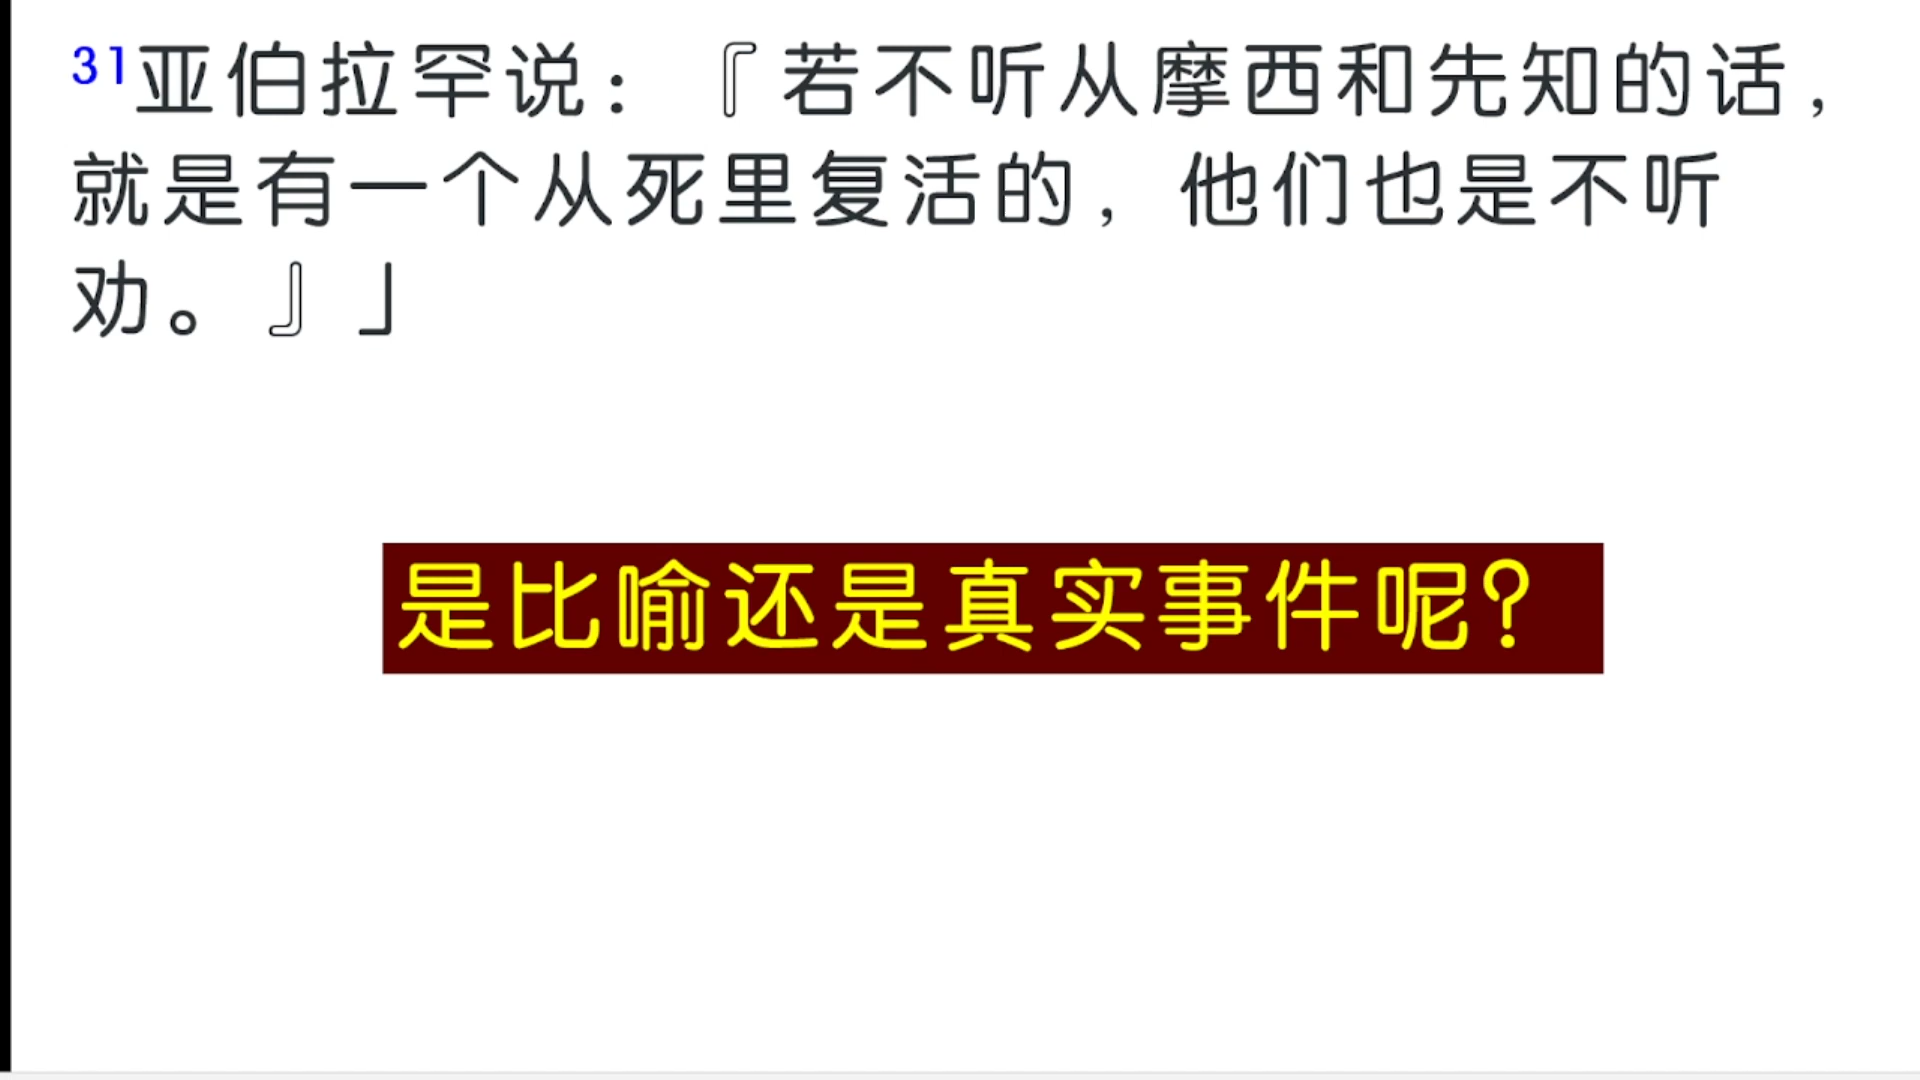 31亚伯拉罕说：『若不听从摩西和先知的话，
就是有一个从死里复活的，他们也是不听
劝。』」
是比喻还是真实事件呢？